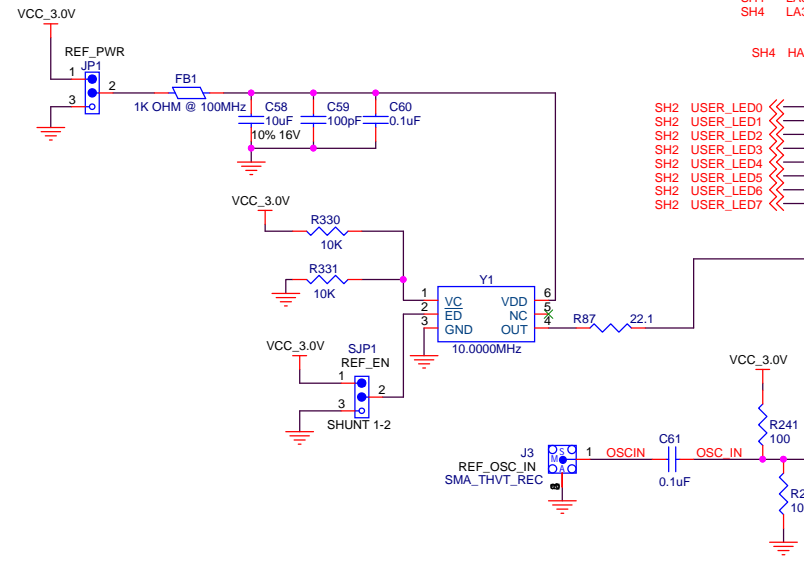 VCC_3.0V
REF_PWR
JP1
1
2
3
FB1
1K OHM @ 100MHz
C58
10uF
10% 16V
C59
100pF
C60
0.1uF
SH4 LA3
SH4 HA
SH2 USER_LED0
SH2 USER_LED1
SH2 USER_LED2
SH2 USER_LED3
SH2 USER_LED4
SH2 USER_LED5
SH2 USER_LED6
SH2 USER_LED7
VCC_3.0V
R330
10K
R331
10K
Y1
1 VC VDD 6
2 ED NC 5
3 GND OUT 4
10.0000MHz
R87 22.1
VCC_3.0V
SJP1
REF_EN
1
2
3
SHUNT 1-2
VCC_3.0V
R241
100
J3
REF_OSC_IN
SMA_THVT_REC
S
M
A
1
OSCIN
C61
0.1uF
OSC_IN
R2
10